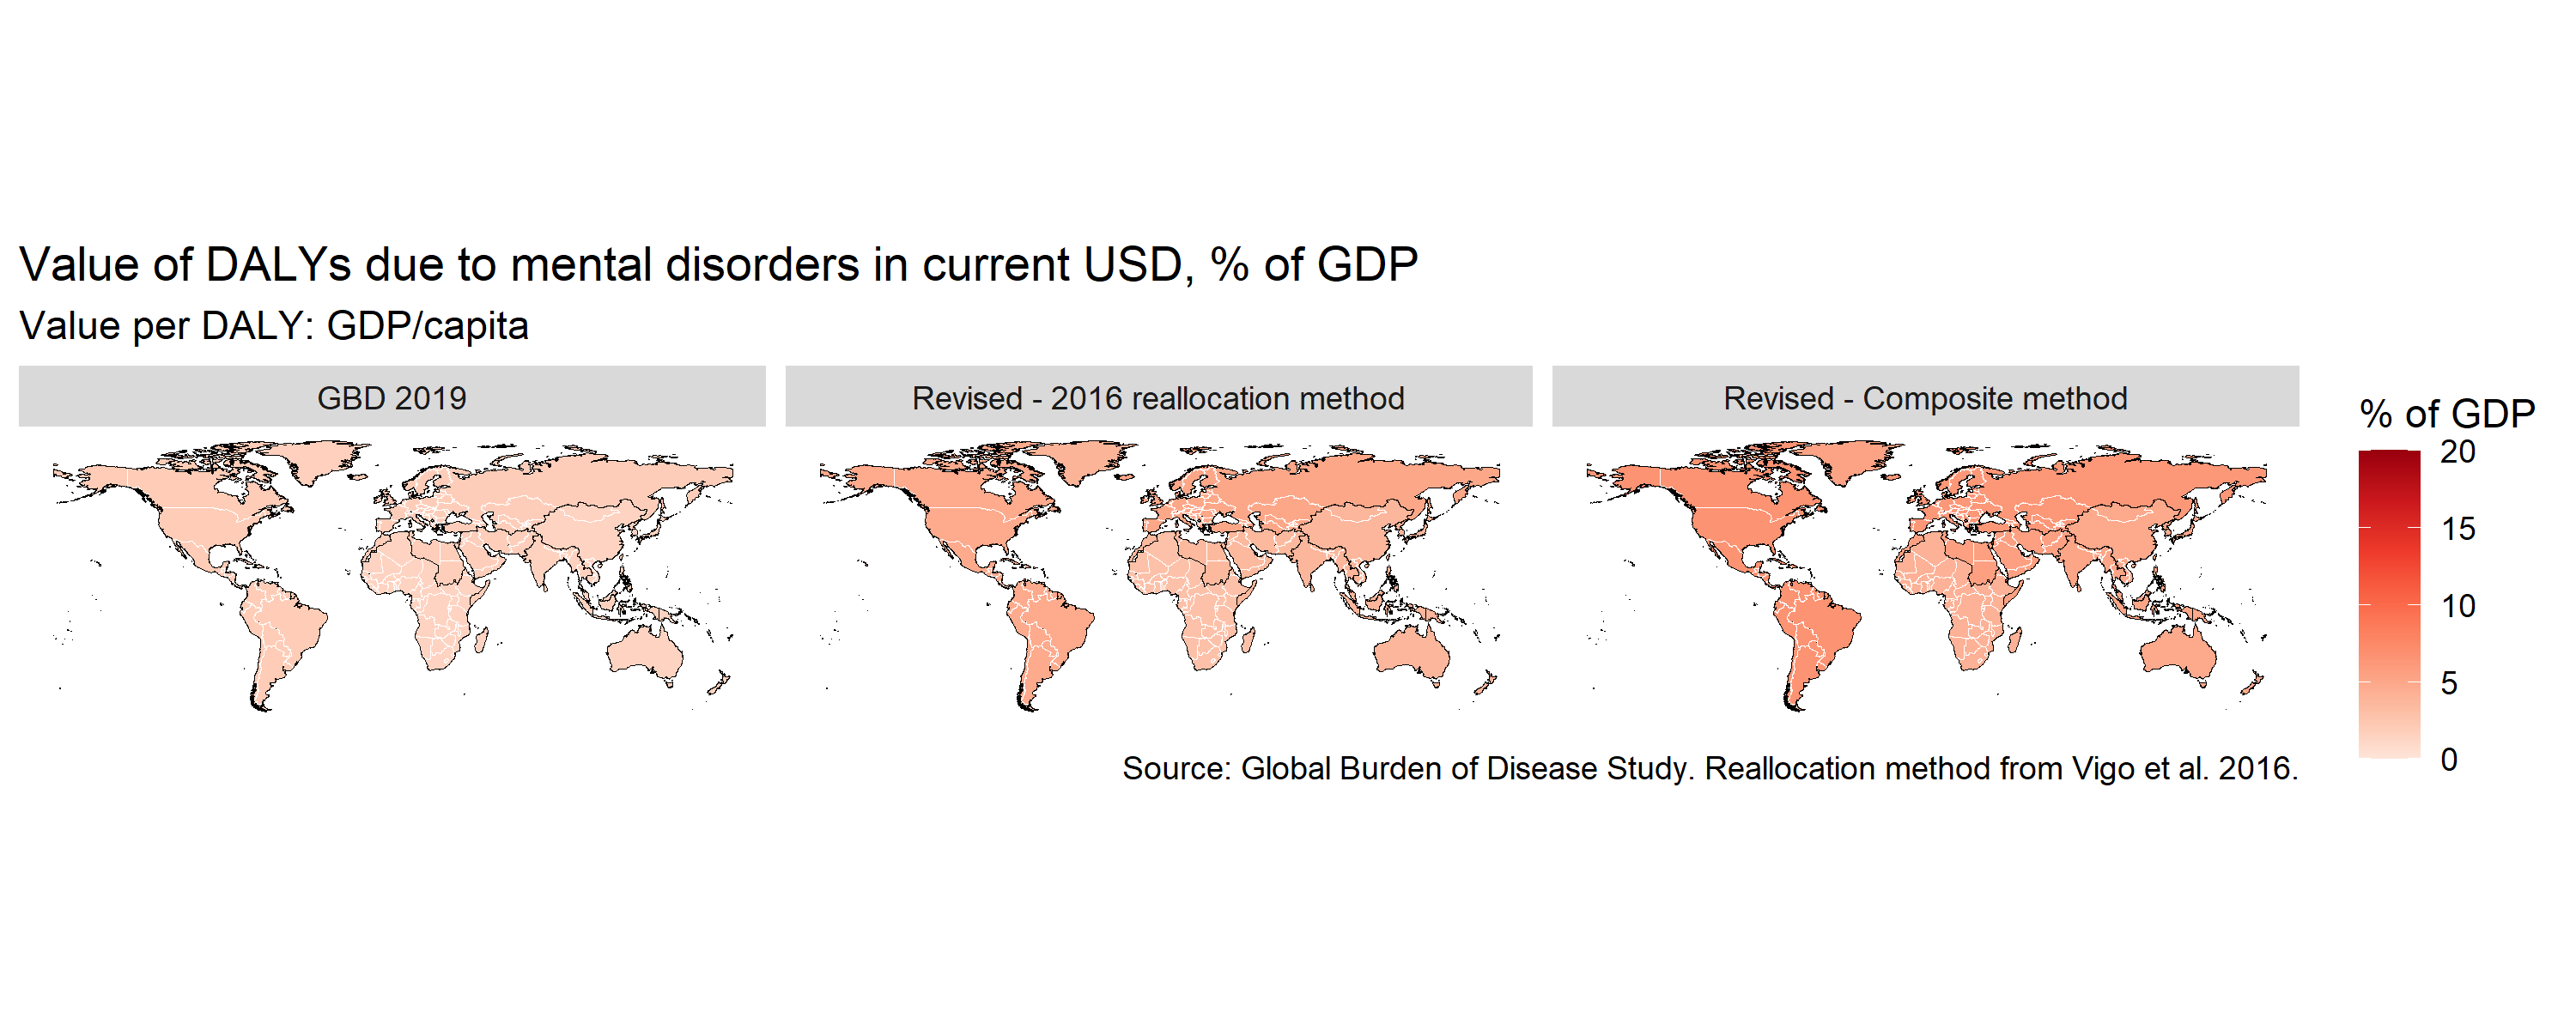 Value of DALYs due to mental disorders in current USD, % of GDP
Value per DALY: GDP/capita
GBD 2019
Revised - 2016 reallocation method
Revised - Composite method
% of GDP
20
15
10
5
0
Source: Global Burden of Disease Study. Reallocation method from Vigo et al. 2016.